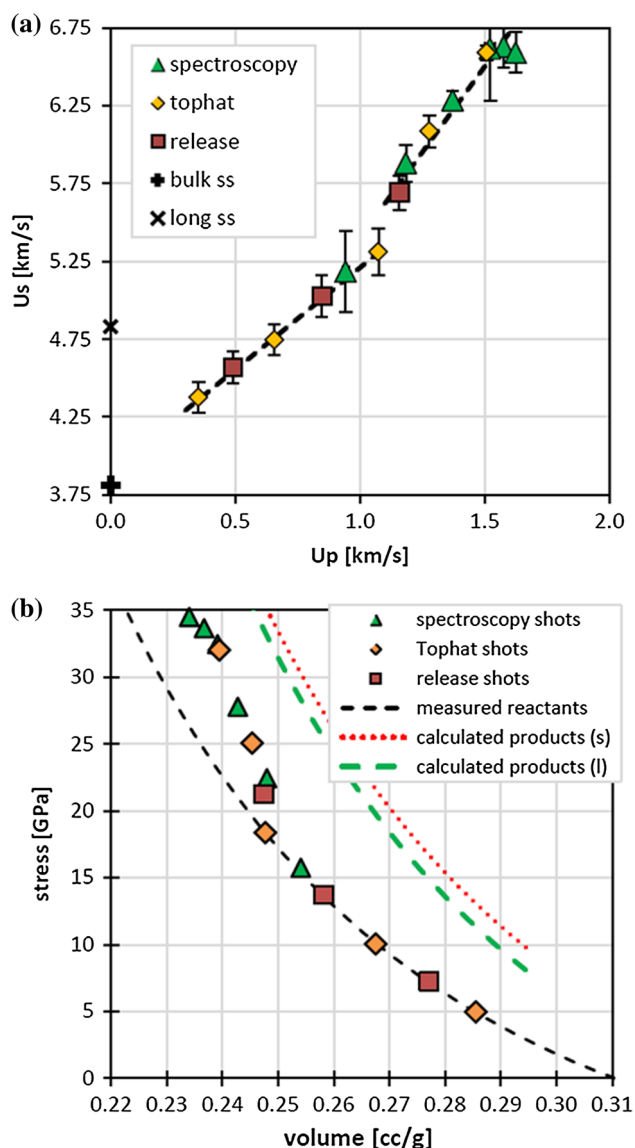 (a)
6.75
6.25
5.75
5.25
4.75
4.25
3.75
Us [km/s]
spectroscopy
tophat
release
bulk ss
long ss
0.0 0.5 1.0 1.5 2.0
Up [km/s]
(b)
35
30
25
20
15
10
5
0
stress [GPa]
spectroscopy shots
Tophat shots
release shots
measured reactants
calculated products (s)
calculated products (l)
0.22 0.23 0.24 0.25 0.26 0.27 0.28 0.29 0.30 0.31
volume [cc/g]